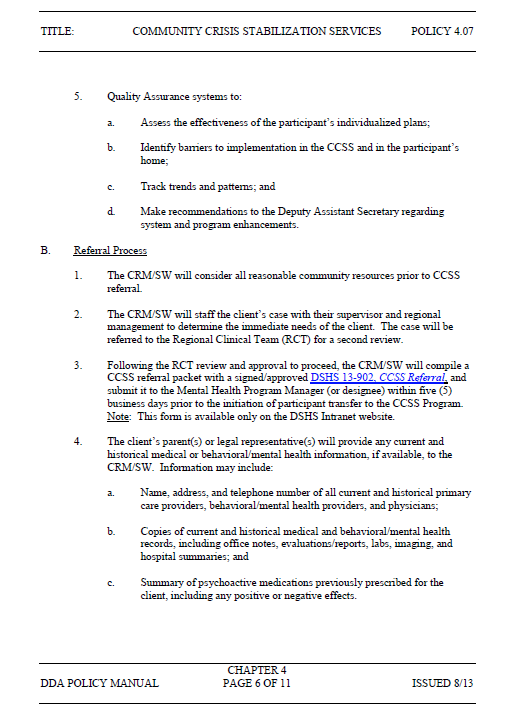 TITLE: COMMUNITY CRISIS STABILIZATION SERVICES POLICY 4.07
5. Quality Assurance systems to:
a. Assess the effectiveness of the participant's individualized plans;
b. Identify barriers to implementation in the CCSS and in the participant's
home;
c. Track trends and patterns; and
d. Make recommendations to the Deputy Assistant Secretary regarding
system and program enhancements.
B. Referral Process
1. The CRM/SW will consider all reasonable community resources prior to CCSS
referral.
2. The CRM/SW will staff the client's case with their supervisor and regional
management to determine the immediate needs of the client. The case will be
referred to the Regional Clinical Team (RCT) for a second review.
3. Following the RCT review and approval to proceed, the CRM/SW will compile a
CCSS referral packet with a signed/approved DSHS 13-902, CCSS Referral, and
submit it to the Mental Health Program Manager (or designee) within five (5)
business days prior to the initiation of participant transfer to the CCSS Program.
Note: This form is available only on the DSHS Intranet website.
4. The client's parent(s) or legal representative(s) will provide any current and
historical medical or behavioral/mental health information, if available, to the
CRM/SW. Information may include:
a. Name, address, and telephone number of all current and historical primary
care providers, behavioral/mental health providers, and physicians;
b. Copies of current and historical medical and behavioral/mental health
records, including office notes, evaluations/reports, labs, imaging, and
hospital summaries; and
c. Summary of psychoactive medications previously prescribed for the
client, including any positive or negative effects.
CHAPTER 4
DDA POLICY MANUAL PAGE 6 OF 11 ISSUED 8/13